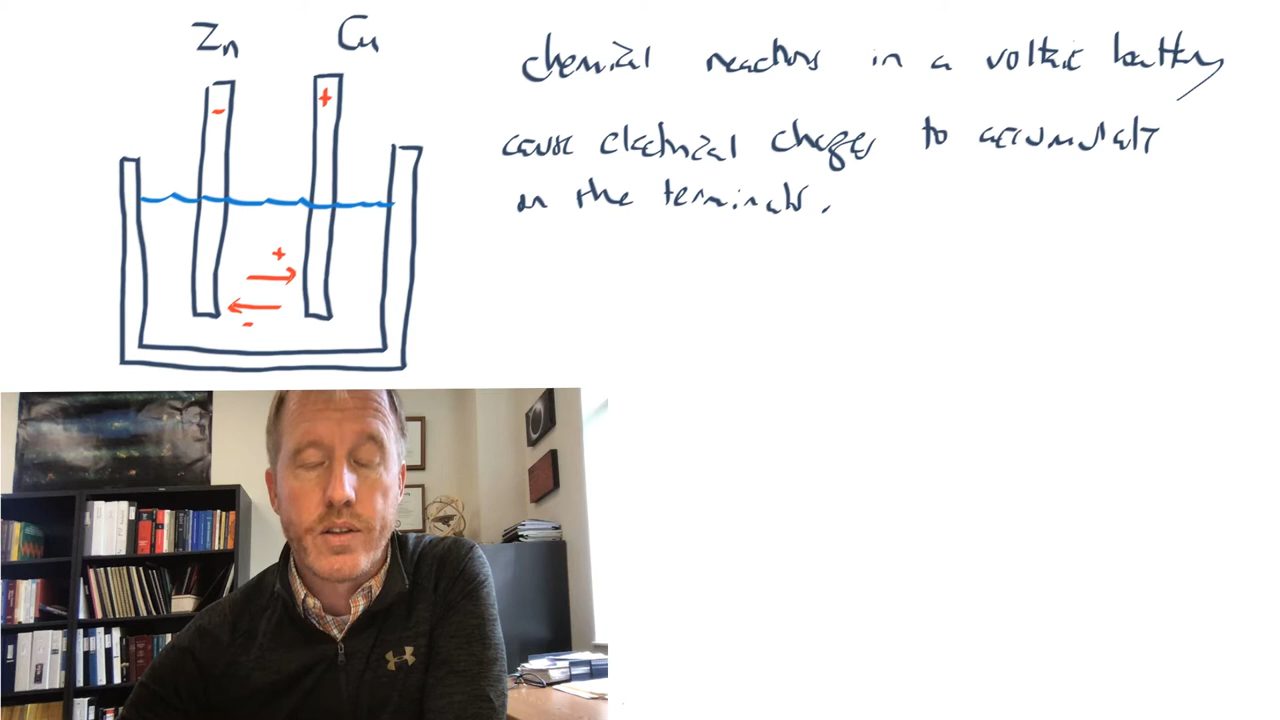 Zn Cu
- +
+
-
chemical reactions in a voltaic battery
cause electrical charges to accumulate
on the terminals.